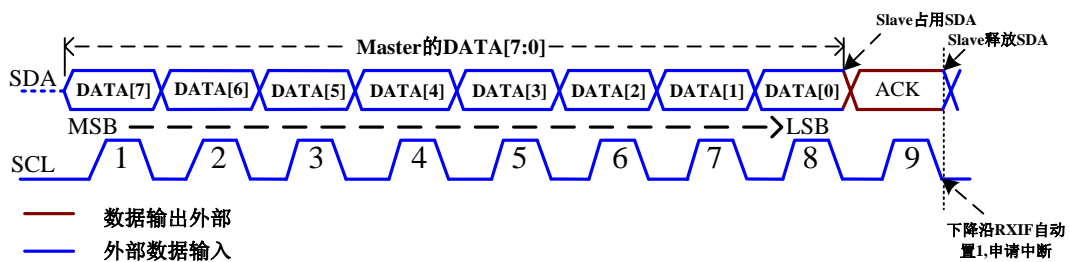 Slave占用SDA
Master的DATA[7:0]
Slave释放SDA
SDA
DATA[7] DATA[6] DATA[5] DATA[4] DATA[3] DATA[2] DATA[1] DATA[0] ACK
MSB LSB
SCL
1 2 3 4 5 6 7 8 9
数据输出外部
外部数据输入
下降沿RXIF自动
置1,申请中断